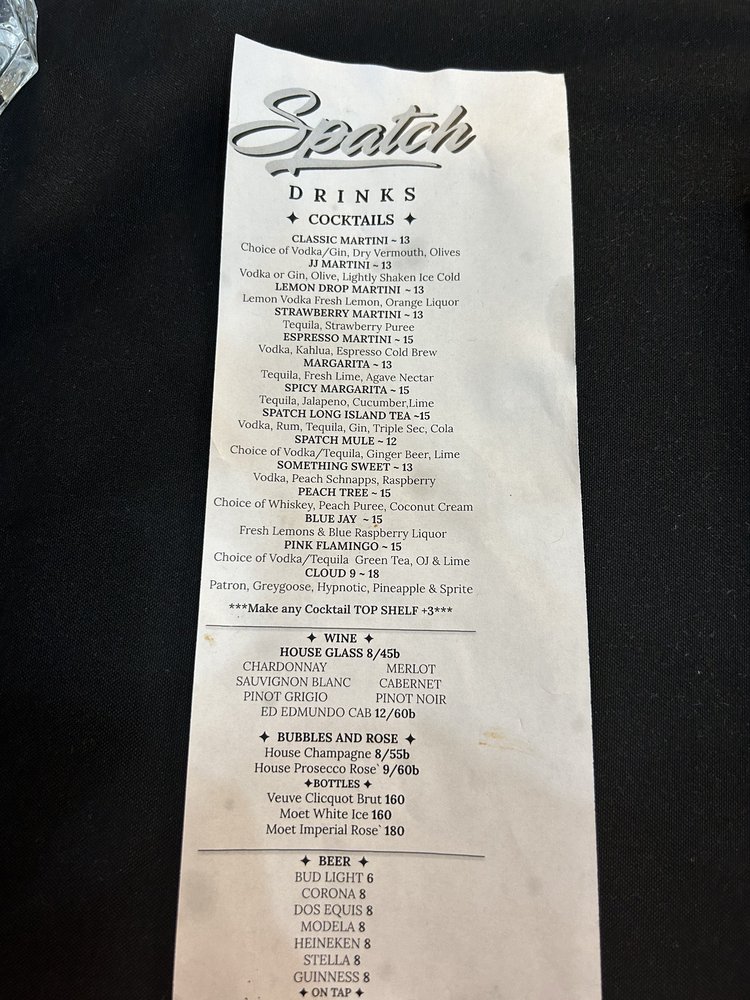 Spatch
DRINKS
✦ COCKTAILS ✦
CLASSIC MARTINI ~ 13
Choice of Vodka/Gin, Dry Vermouth, Olives
JJ MARTINI ~ 13
Vodka or Gin, Olive, Lightly Shaken Ice Cold
LEMON DROP MARTINI ~ 13
Lemon Vodka Fresh Lemon, Orange Liquor
STRAWBERRY MARTINI ~ 13
Tequila, Strawberry Puree
ESPRESSO MARTINI ~ 15
Vodka, Kahlua, Espresso Cold Brew
MARGARITA ~ 13
Tequila, Fresh Lime, Agave Nectar
SPICY MARGARITA ~ 15
Tequila, Jalapeno, Cucumber,Lime
SPATCH LONG ISLAND TEA ~15
Vodka, Rum, Tequila, Gin, Triple Sec, Cola
SPATCH MULE ~ 12
Choice of Vodka/Tequila, Ginger Beer, Lime
SOMETHING SWEET ~ 13
Vodka, Peach Schnapps, Raspberry
PEACH TREE ~ 15
Choice of Whiskey, Peach Puree, Coconut Cream
BLUE JAY ~ 15
Fresh Lemons & Blue Raspberry Liquor
PINK FLAMINGO ~ 15
Choice of Vodka/Tequila Green Tea, OJ & Lime
CLOUD 9 ~ 18
Patron, Greygoose, Hypnotic, Pineapple & Sprite
***Make any Cocktail TOP SHELF +3***
✦ WINE ✦
HOUSE GLASS 8/45b
CHARDONNAY MERLOT
SAUVIGNON BLANC CABERNET
PINOT GRIGIO PINOT NOIR
ED EDMUNDO CAB 12/60b
✦ BUBBLES AND ROSE ✦
House Champagne 8/55b
House Prosecco Rose` 9/60b
✦BOTTLES ✦
Veuve Clicquot Brut 160
Moet White Ice 160
Moet Imperial Rose` 180
✦ BEER ✦
BUD LIGHT 6
CORONA 8
DOS EQUIS 8
MODELA 8
HEINEKEN 8
STELLA 8
GUINNESS 8
✦ ON TAP ✦